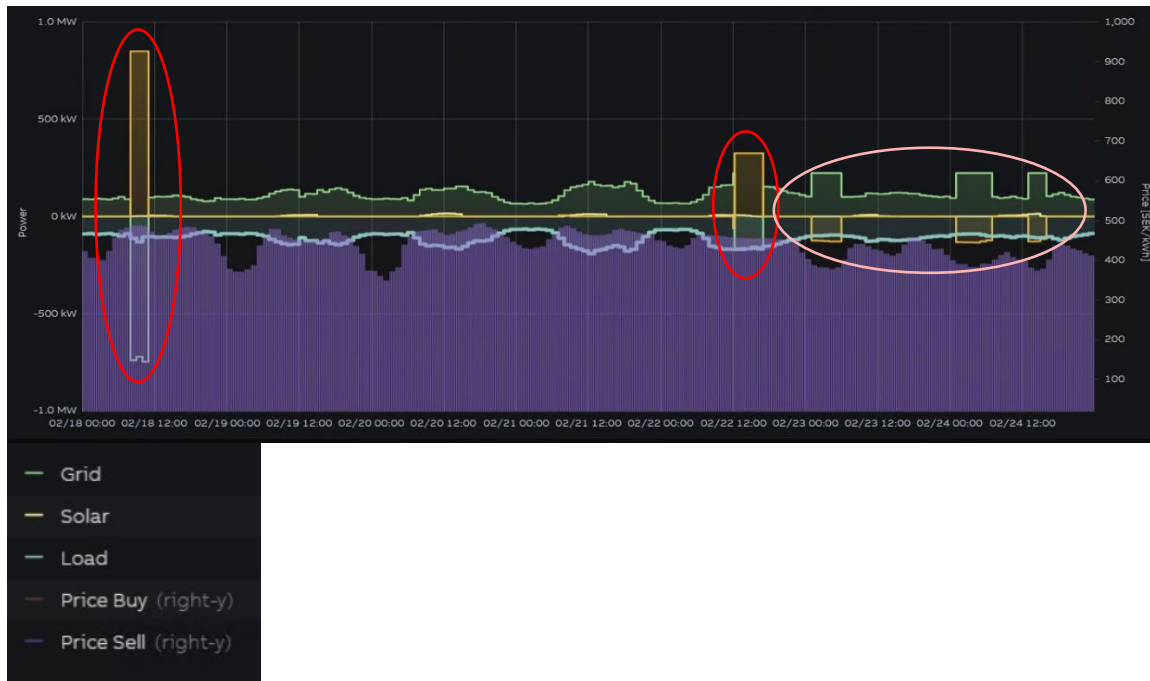 1.0 MW
500 kW
0 kW
-500 kW
-1.0 MW
Power
1,000
900
800
700
600
500
400
300
200
100
Price [SEK/kWh]
02/18 00:00 02/18 12:00 02/19 00:00 02/19 12:00 02/20 00:00 02/20 12:00 02/21 00:00 02/21 12:00 02/22 00:00 02/22 12:00 02/23 00:00 02/23 12:00 02/24 00:00 02/24 12:00
Grid
Solar
Load
Price Buy (right-y)
Price Sell (right-y)